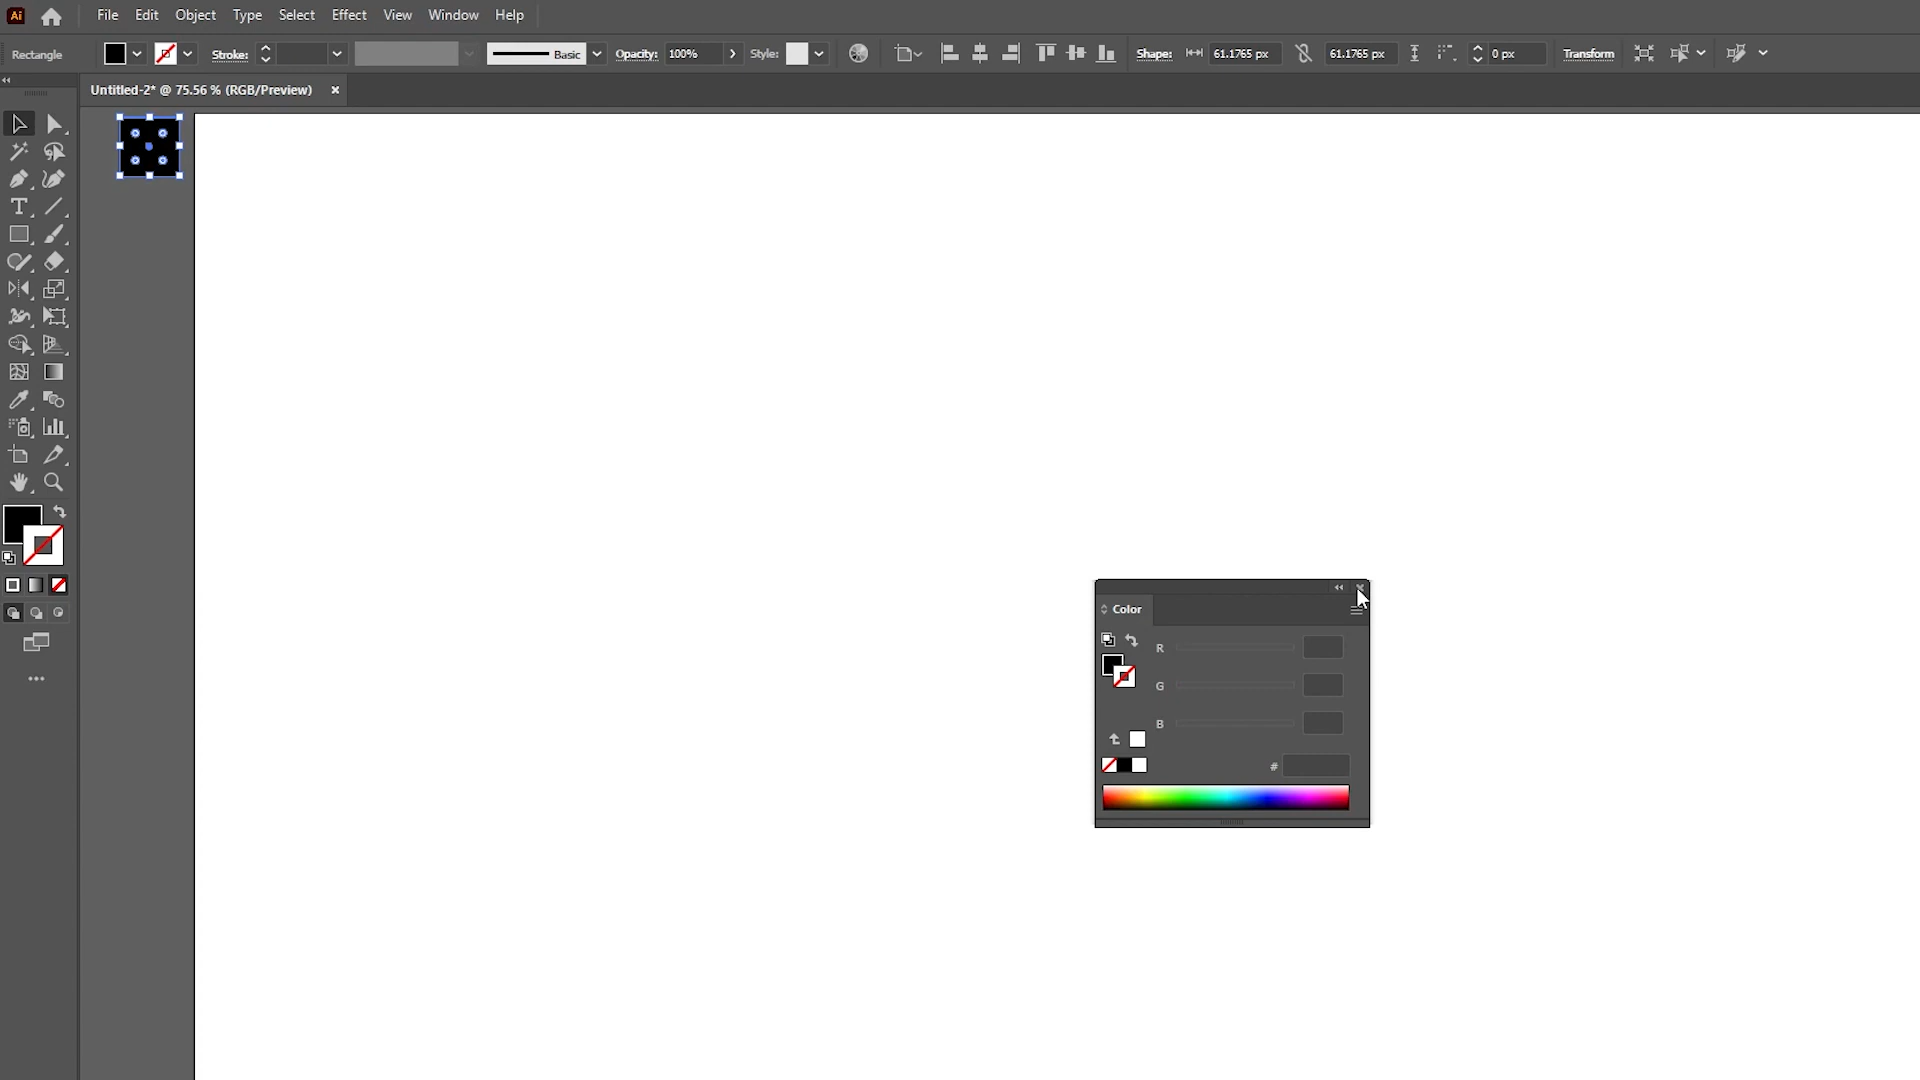 Ai File Edit Object Type Select Effect View Window Help
Rectangle Stroke: Basic Opacity: 100% Style: Shape: 61.1765 px 61.1765 px 0 px Transform
Untitled-2* @ 75.56 % (RGB/Preview) ×
Color
R
G
B
#